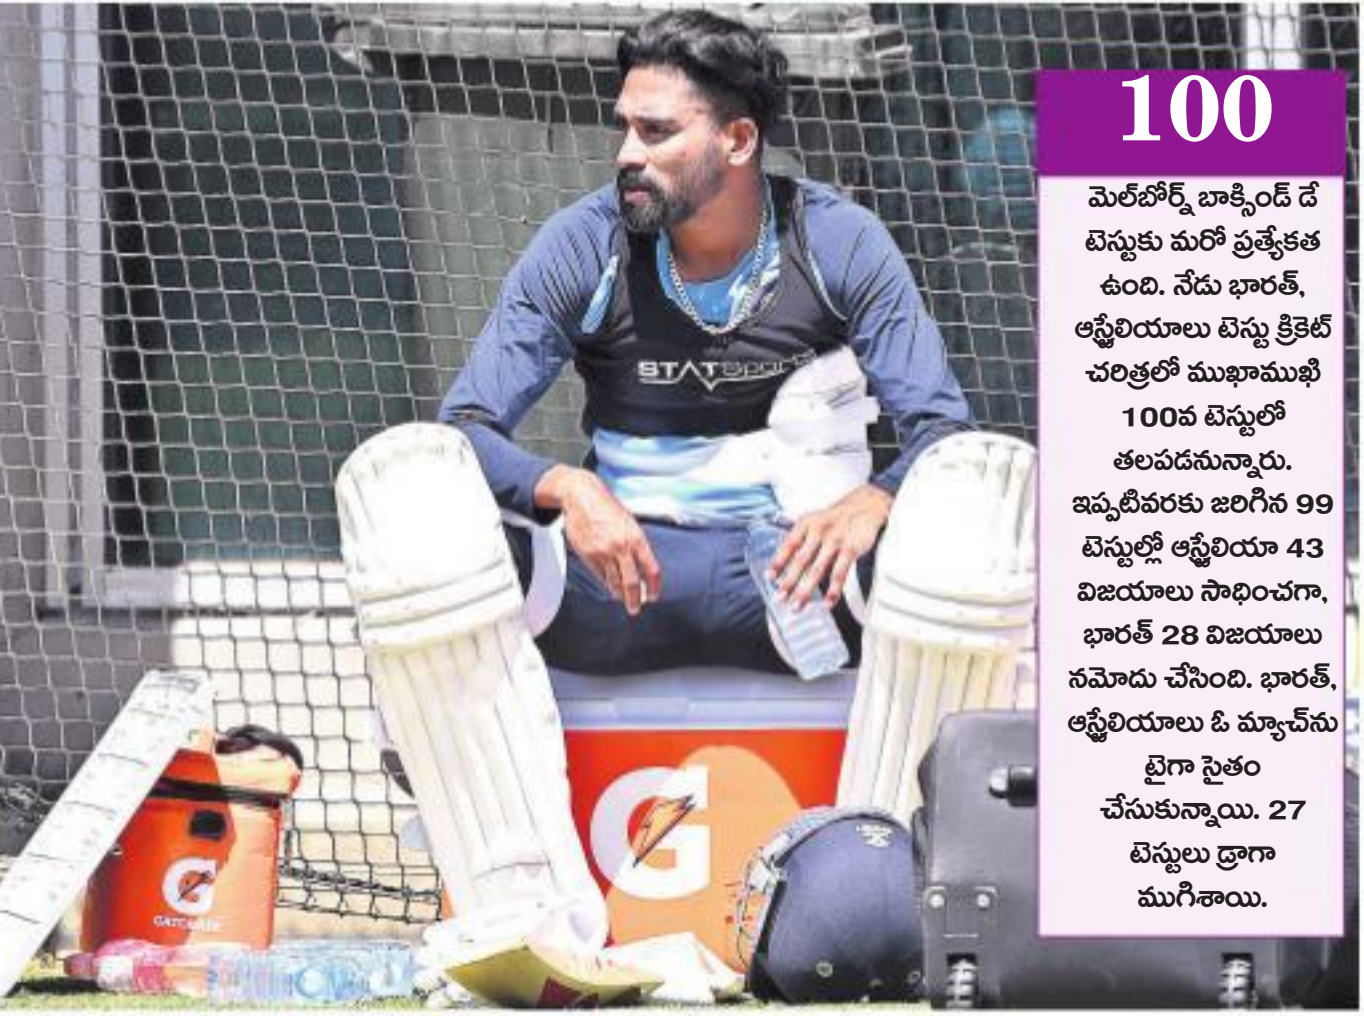 100
మెల్‌బోర్న్ బాక్సిండ్ డే
టెస్టుకు మరో ప్రత్యేకత
ఉంది. నేడు భారత్,
ఆస్ట్రేలియాలు టెస్టు క్రికెట్
చరిత్రలో ముఖాముఖి
100వ టెస్టులో
తలపడనున్నారు.
ఇప్పటివరకు జరిగిన 99
టెస్టుల్లో ఆస్ట్రేలియా 43
విజయాలు సాధించగా,
భారత్ 28 విజయాలు
నమోదు చేసింది. భారత్,
ఆస్ట్రేలియాలు ఓ మ్యాచ్‌ను
టైగా సైతం
చేసుకున్నాయి. 27
టెస్టులు డ్రాగా
ముగిశాయి.
STATSports
G
G
GATORADE